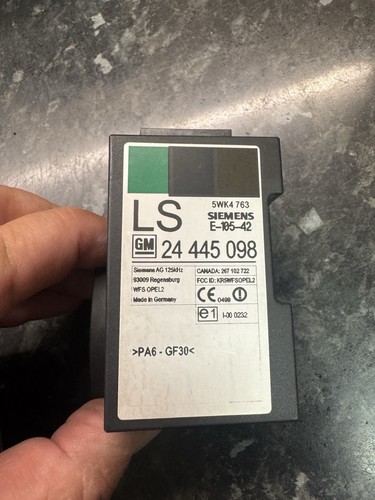 5WK4 763
LS SIEMENS
E-105-42
GM 24 445 098
Siemens AG 125kHz
93009 Regensburg
WFS OPEL2
Made in Germany
CANADA: 267 102 722
FCC ID: KR5WFSOPEL2
CE 0499
e1 I-00 0232
>PA6 - GF30<